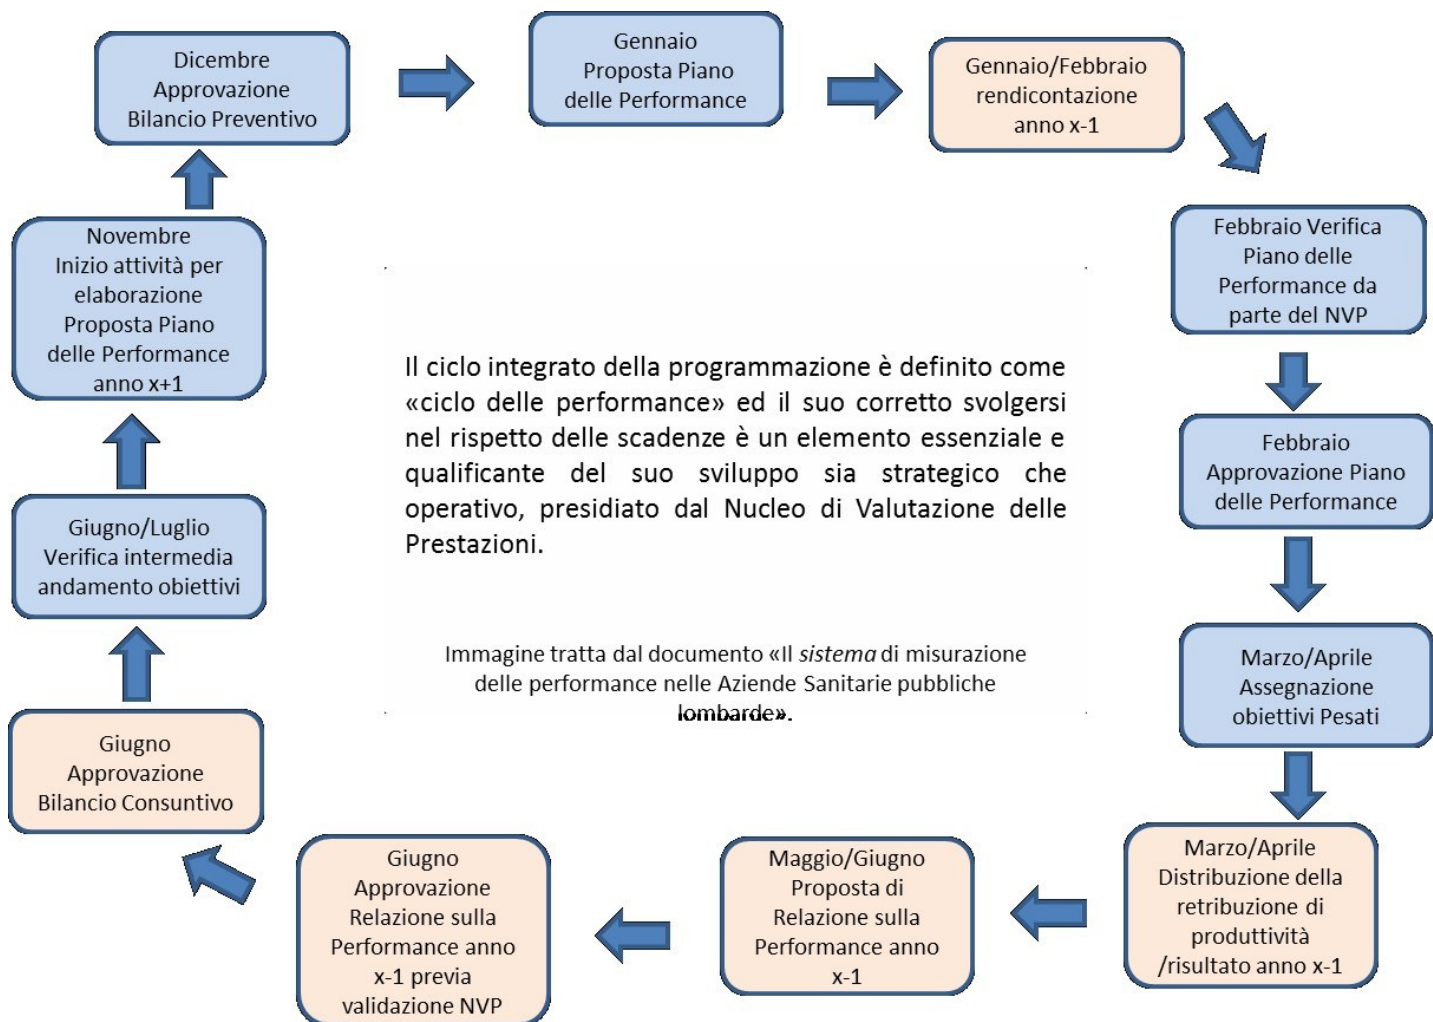 Dicembre
Approvazione
Bilancio Preventivo
Gennaio
Proposta Piano
delle Performance
Gennaio/Febbraio
rendicontazione
anno x-1
Febbraio Verifica
Piano delle
Performance da
parte del NVP
Febbraio
Approvazione Piano
delle Performance
Marzo/Aprile
Assegnazione
obiettivi Pesati
Marzo/Aprile
Distribuzione della
retribuzione di
produttività
/risultato anno x-1
Maggio/Giugno
Proposta di
Relazione sulla
Performance anno
x-1
Giugno
Approvazione
Relazione sulla
Performance anno
x-1 previa
validazione NVP
Giugno
Approvazione
Bilancio Consuntivo
Giugno/Luglio
Verifica intermedia
andamento obiettivi
Novembre
Inizio attività per
elaborazione
Proposta Piano
delle Performance
anno x+1
Il ciclo integrato della programmazione è definito come
«ciclo delle performance» ed il suo corretto svolgersi
nel rispetto delle scadenze è un elemento essenziale e
qualificante del suo sviluppo sia strategico che
operativo, presidiato dal Nucleo di Valutazione delle
Prestazioni.
Immagine tratta dal documento «Il sistema di misurazione
delle performance nelle Aziende Sanitarie pubbliche
lombarde».